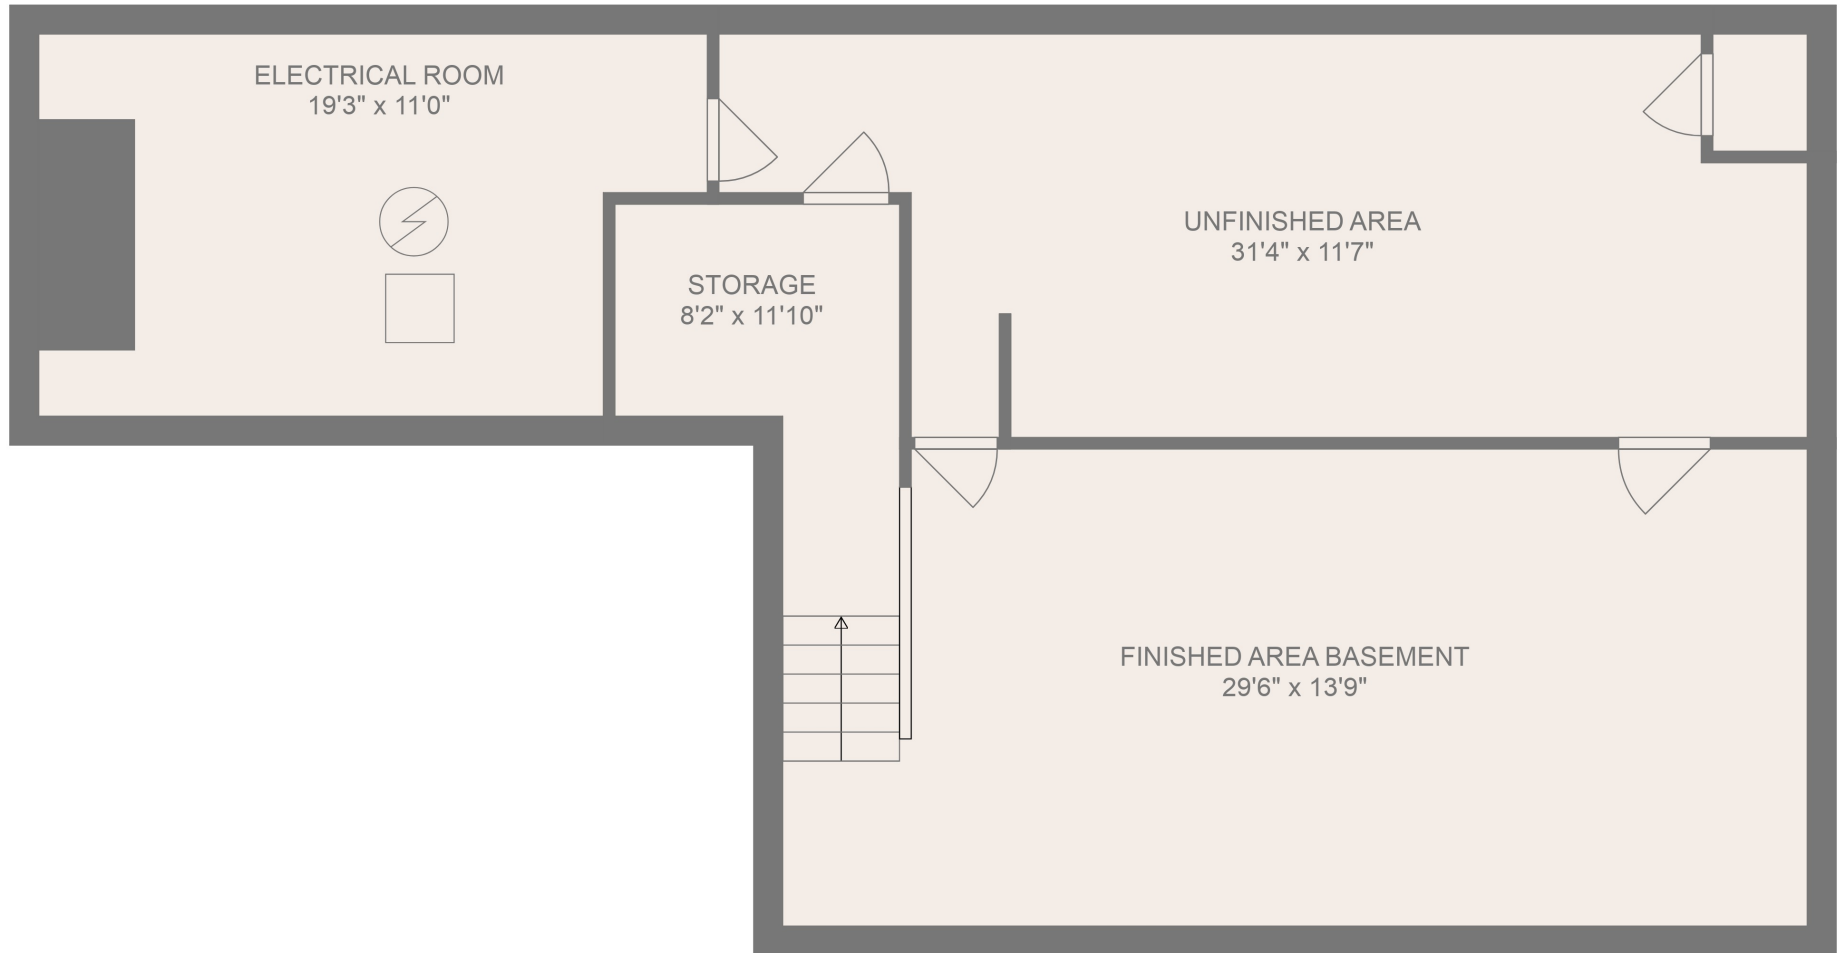 ELECTRICAL ROOM
19'3" x 11'0"
UNFINISHED AREA
31'4" x 11'7"
STORAGE
8'2" x 11'10"
FINISHED AREA BASEMENT
29'6" x 13'9"